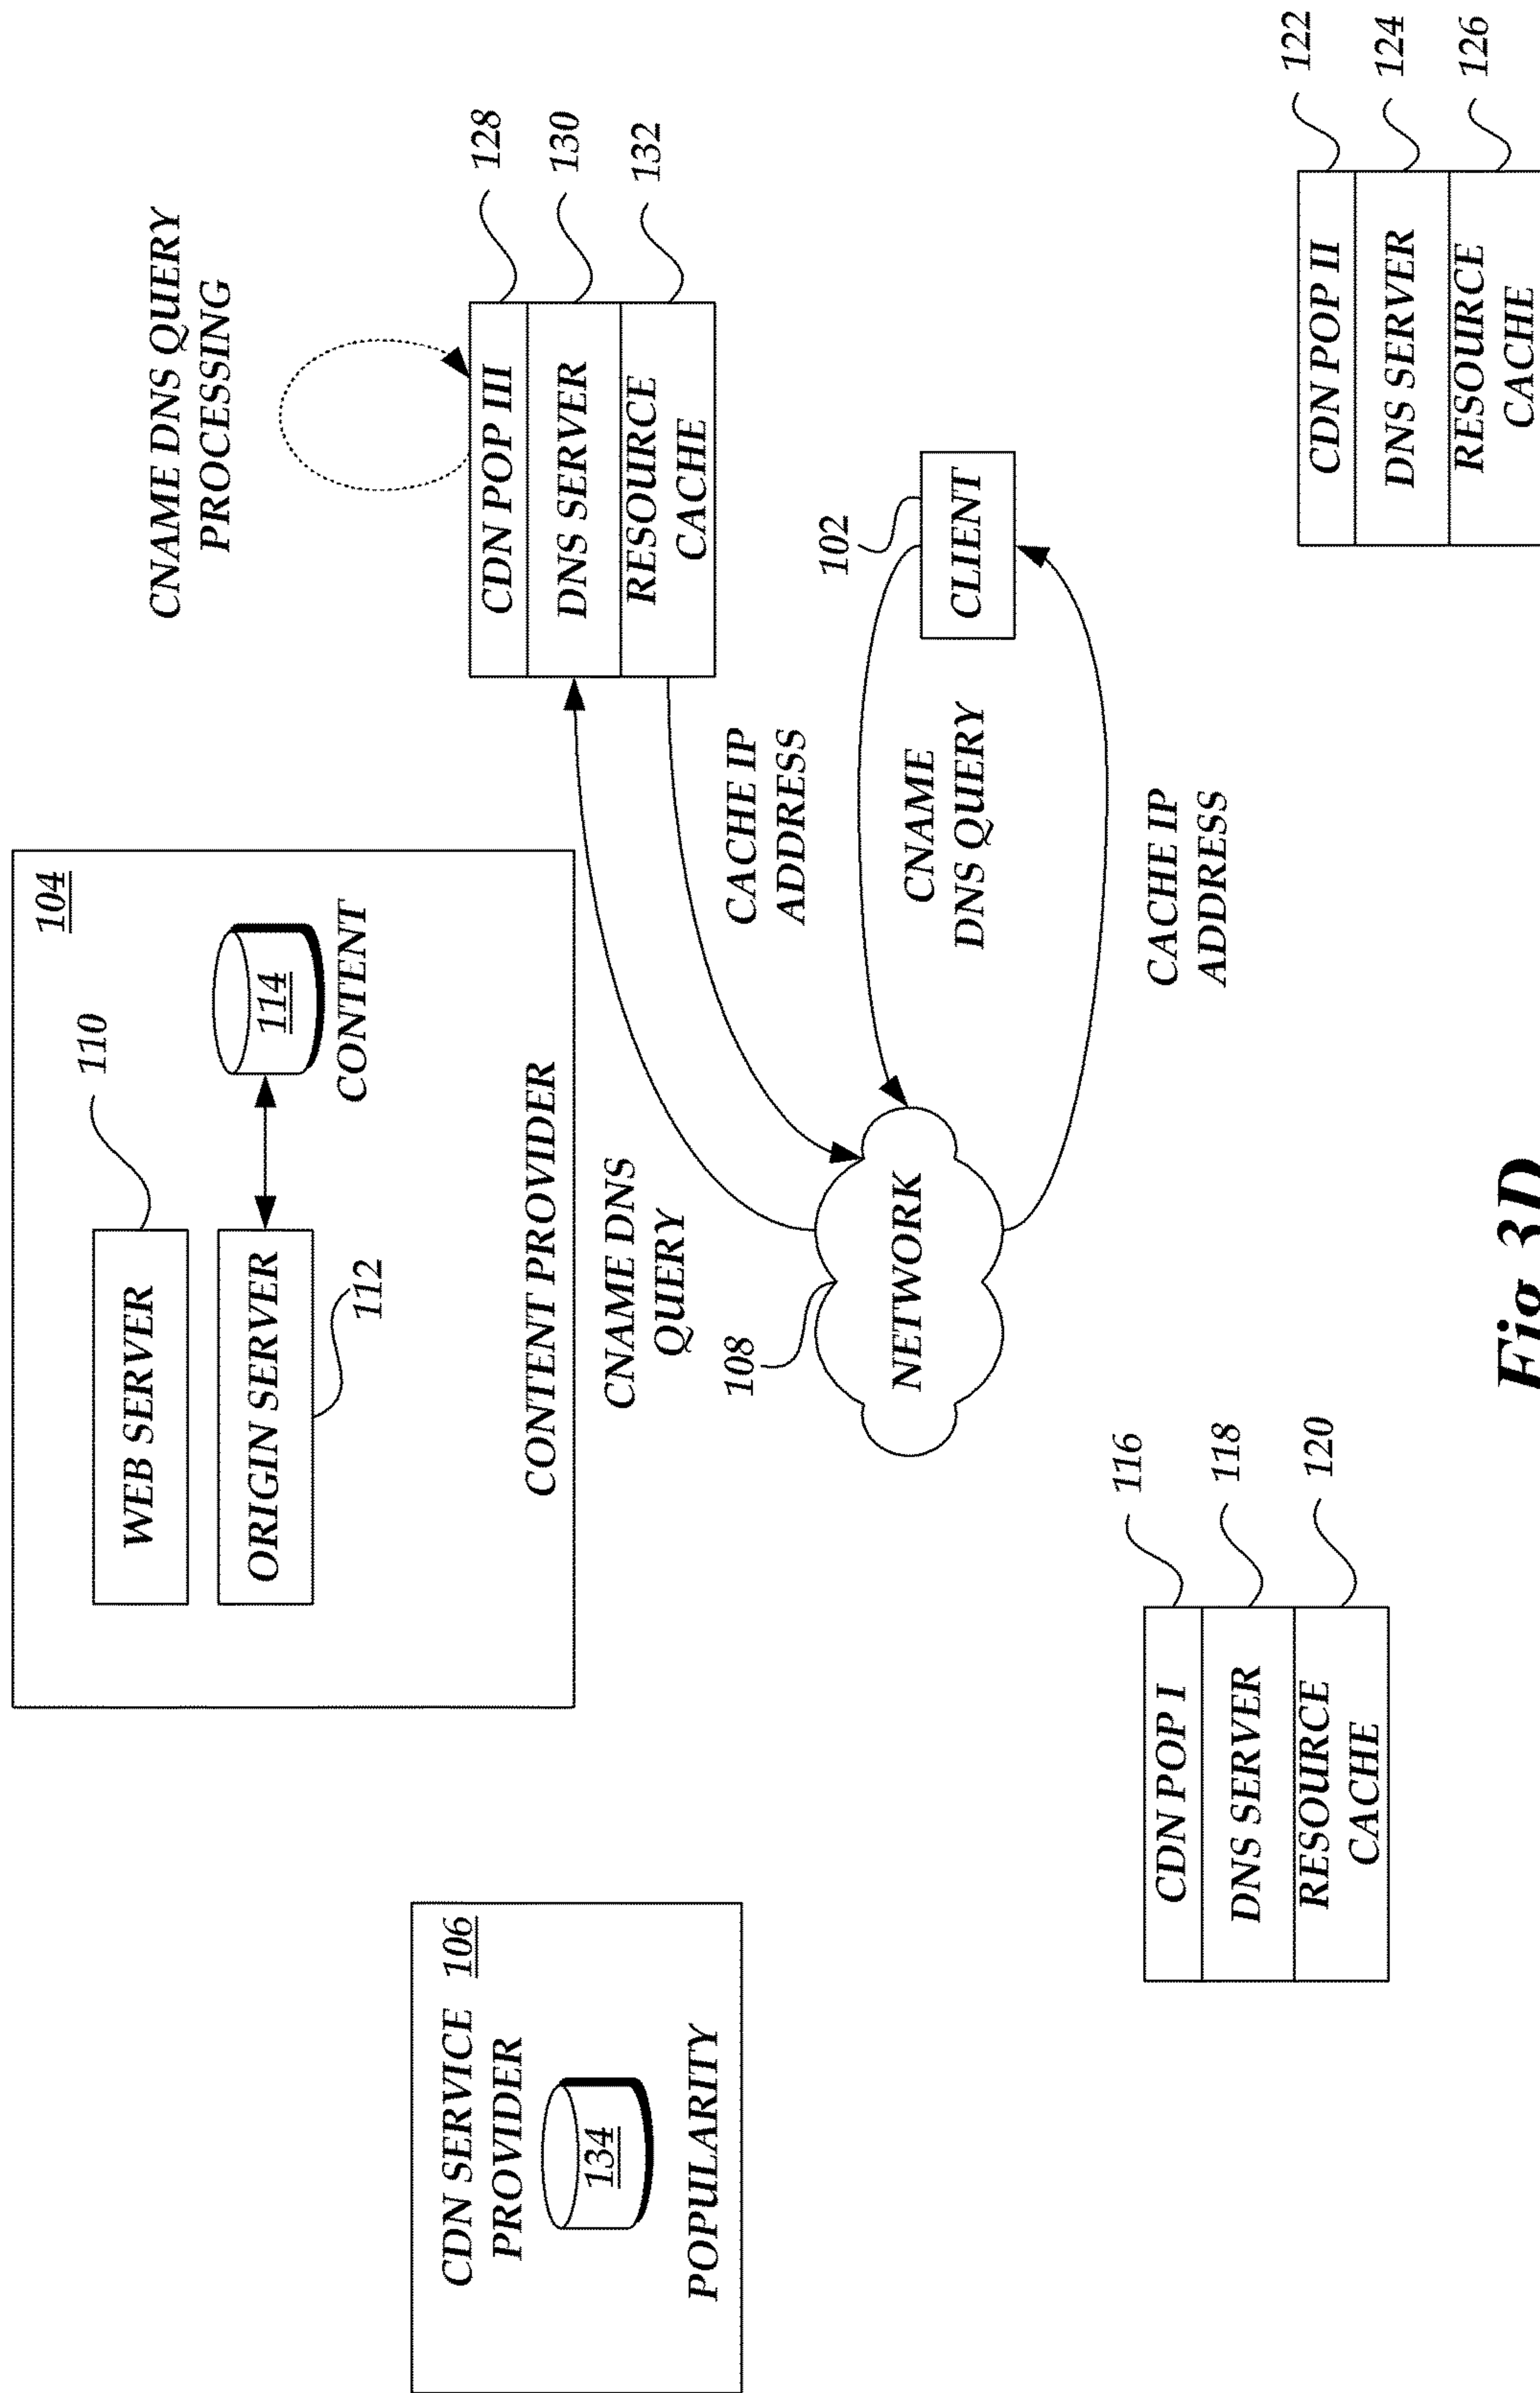 104
110
WEB SERVER
ORIGIN SERVER
114
CONTENT
112
CONTENT PROVIDER
CNAME DNS QUERY
PROCESSING
CDN SERVICE 106
PROVIDER
134
POPULARITY
CDN POP III
128
DNS SERVER
130
RESOURCE
CACHE
132
CNAME DNS
QUERY
CACHE IP
ADDRESS
108
NETWORK
102
CLIENT
CNAME
DNS QUERY
CACHE IP
ADDRESS
CDN POP I
116
DNS SERVER
118
RESOURCE
CACHE
120
CDN POP II
122
DNS SERVER
124
RESOURCE
CACHE
126
Fig. 3D